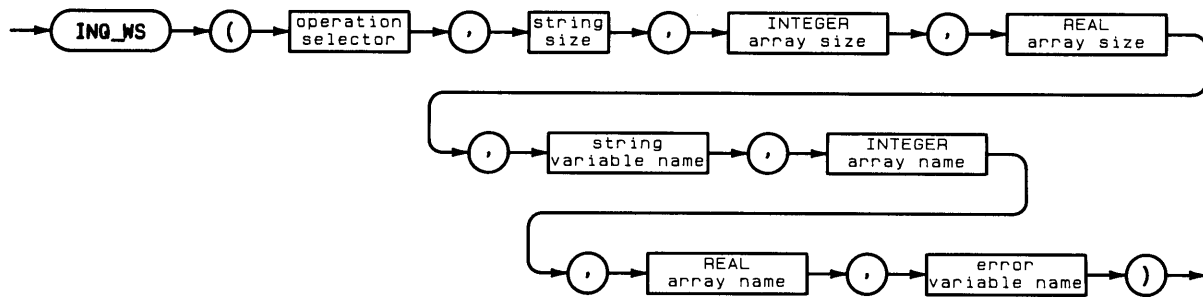 INQ_WS ( operation selector , string size , INTEGER array size , REAL array size
, string variable name , INTEGER array name
, REAL array name , error variable name )